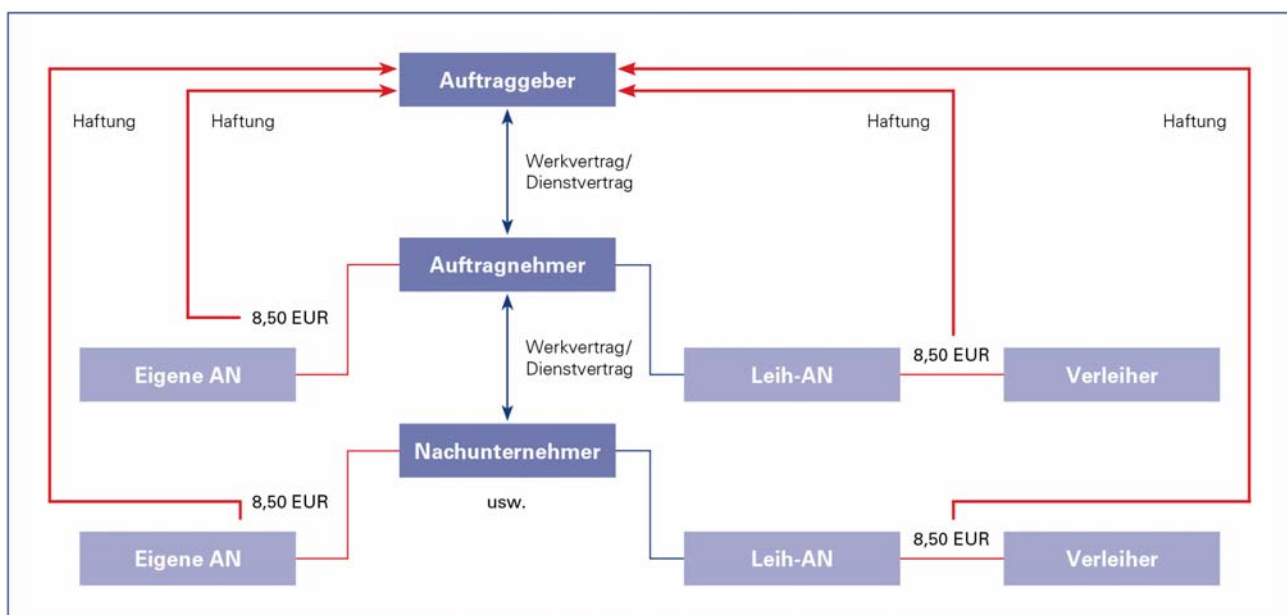 Auftraggeber
Haftung
Haftung
Haftung
Haftung
Werkvertrag/
Dienstvertrag
Auftragnehmer
8,50 EUR
Werkvertrag/
Dienstvertrag
8,50 EUR
Eigene AN
Leih-AN
Verleiher
Nachunternehmer
8,50 EUR
usw.
8,50 EUR
Eigene AN
Leih-AN
Verleiher